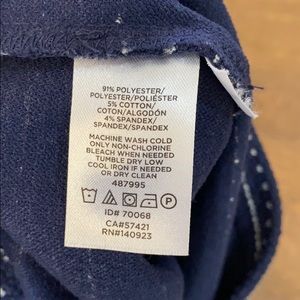 91% POLYESTER/
POLYESTER/POLIÉSTER
5% COTTON/
COTON/ALGODÓN
4% SPANDEX/
SPANDEX/SPANDEX
MACHINE WASH COLD
ONLY NON-CHLORINE
BLEACH WHEN NEEDED
TUMBLE DRY LOW
COOL IRON IF NEEDED
OR DRY CLEAN
487995
ID# 70068
CA#57421
RN#140923